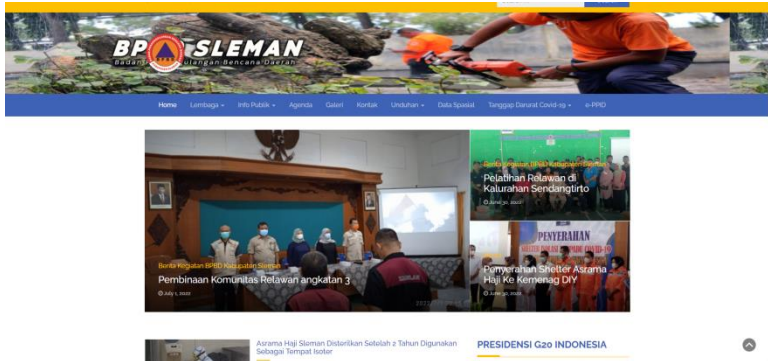 BP SLEMAN
Badan ulangan Bencana Daerah
Home Lembaga Info Publik Agenda Galeri Kontak Unduhan Data Spasial Tanggap Darurat Covid-19 e-PPID
Berita Kegiatan BPBD Kabupaten Sleman
Pembinaan Komunitas Relawan angkatan 3
July 1, 2022
Berita Kegiatan BPBD Kabupaten Sleman
Pelatihan Relawan di
Kalurahan Sendangtirto
June 30, 2022
PENYERAHAN
Penyerahan Shelter Asrama
Haji Ke Kemenag DIY
June 30, 2022
Asrama Haji Sleman Disterilkan Setelah 2 Tahun Digunakan
Sebagai Tempat Isoter
PRESIDENSI G20 INDONESIA